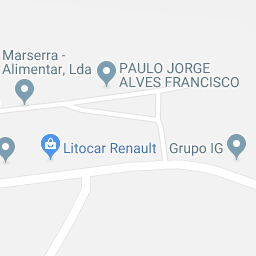 Marserra -
Alimentar, Lda
PAULO JORGE
ALVES FRANCISCO
Litocar Renault
Grupo IG